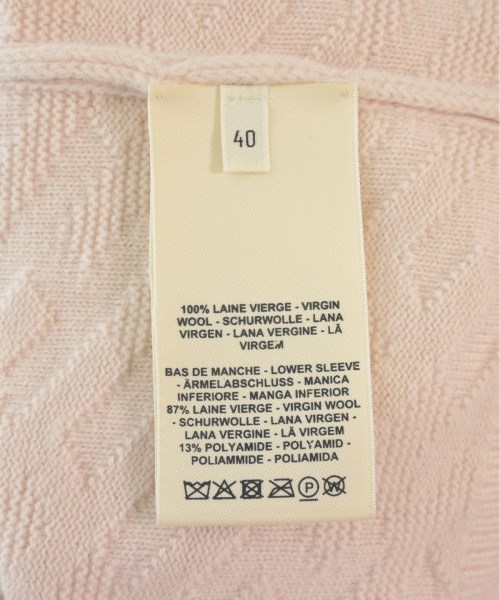 40
100% LAINE VIERGE - VIRGIN
WOOL - SCHURWOLLE - LANA
VIRGEN - LANA VERGINE - LÃ
VIRGEM
BAS DE MANCHE - LOWER SLEEVE
- ÄRMELABSCHLUSS - MANICA
INFERIORE - MANGA INFERIOR
87% LAINE VIERGE - VIRGIN WOOL
- SCHURWOLLE - LANA VIRGEN -
LANA VERGINE - LÃ VIRGEM
13% POLYAMIDE - POLYAMID -
POLIAMMIDE - POLIAMIDA
P W